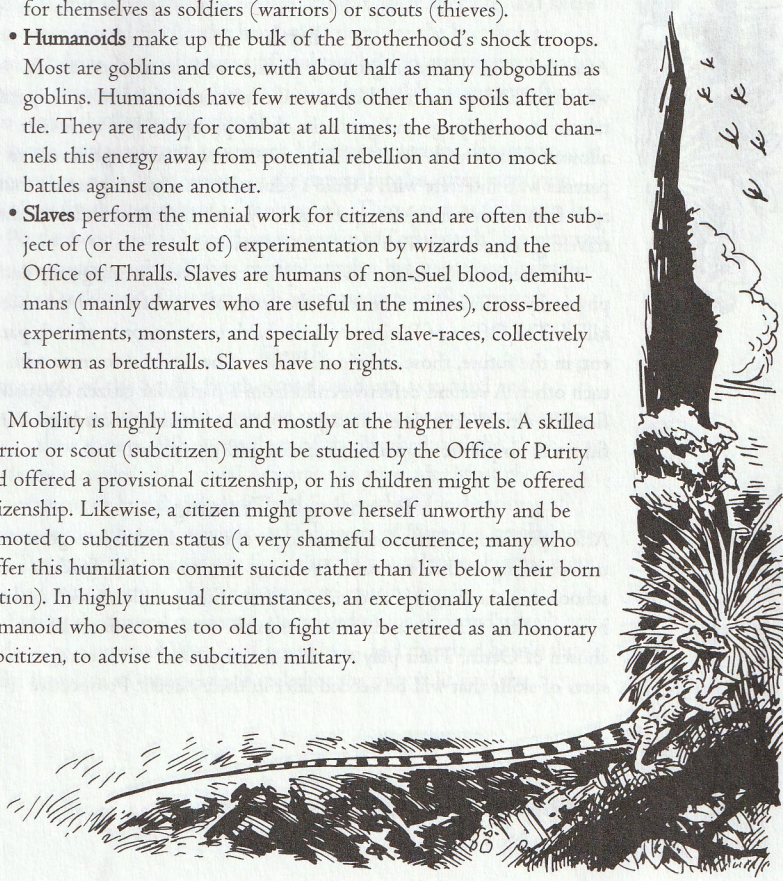 for themselves as soldiers (warriors) or scouts (thieves).
• Humanoids make up the bulk of the Brotherhood's shock troops.
Most are goblins and orcs, with about half as many hobgoblins as
goblins. Humanoids have few rewards other than spoils after bat-
tle. They are ready for combat at all times; the Brotherhood chan-
nels this energy away from potential rebellion and into mock
battles against one another.
• Slaves perform the menial work for citizens and are often the sub-
ject of (or the result of) experimentation by wizards and the
Office of Thralls. Slaves are humans of non-Suel blood, demihu-
mans (mainly dwarves who are useful in the mines), cross-breed
experiments, monsters, and specially bred slave-races, collectively
known as bredthralls. Slaves have no rights.
Mobility is highly limited and mostly at the higher levels. A skilled
rrior or scout (subcitizen) might be studied by the Office of Purity
d offered a provisional citizenship, or his children might be offered
izenship. Likewise, a citizen might prove herself unworthy and be
moted to subcitizen status (a very shameful occurrence; many who
ffer this humiliation commit suicide rather than live below their born
tion). In highly unusual circumstances, an exceptionally talented
manoid who becomes too old to fight may be retired as an honorary
bcitizen, to advise the subcitizen military.